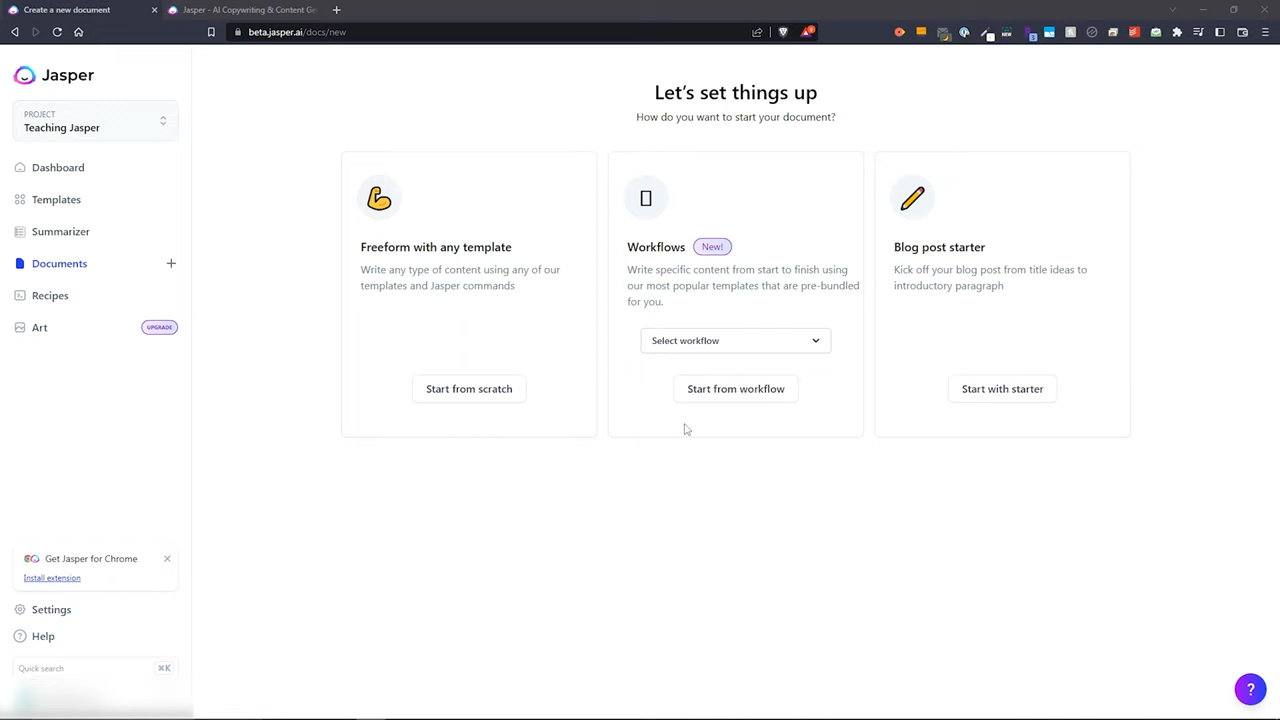 Create a new document
Jasper - AI Copywriting & Content Ge
beta.jasper.ai/docs/new
Jasper
PROJECT
Teaching Jasper
Dashboard
Templates
Summarizer
Documents
Recipes
Art
UPGRADE
Let's set things up
How do you want to start your document?
Freeform with any template
Write any type of content using any of our
templates and Jasper commands
Start from scratch
Workflows New!
Write specific content from start to finish using
our most popular templates that are pre-bundled
for you.
Select workflow
Start from workflow
Blog post starter
Kick off your blog post from title ideas to
introductory paragraph
Start with starter
Get Jasper for Chrome
Install extension
Settings
Help
Quick search
⌘K
?